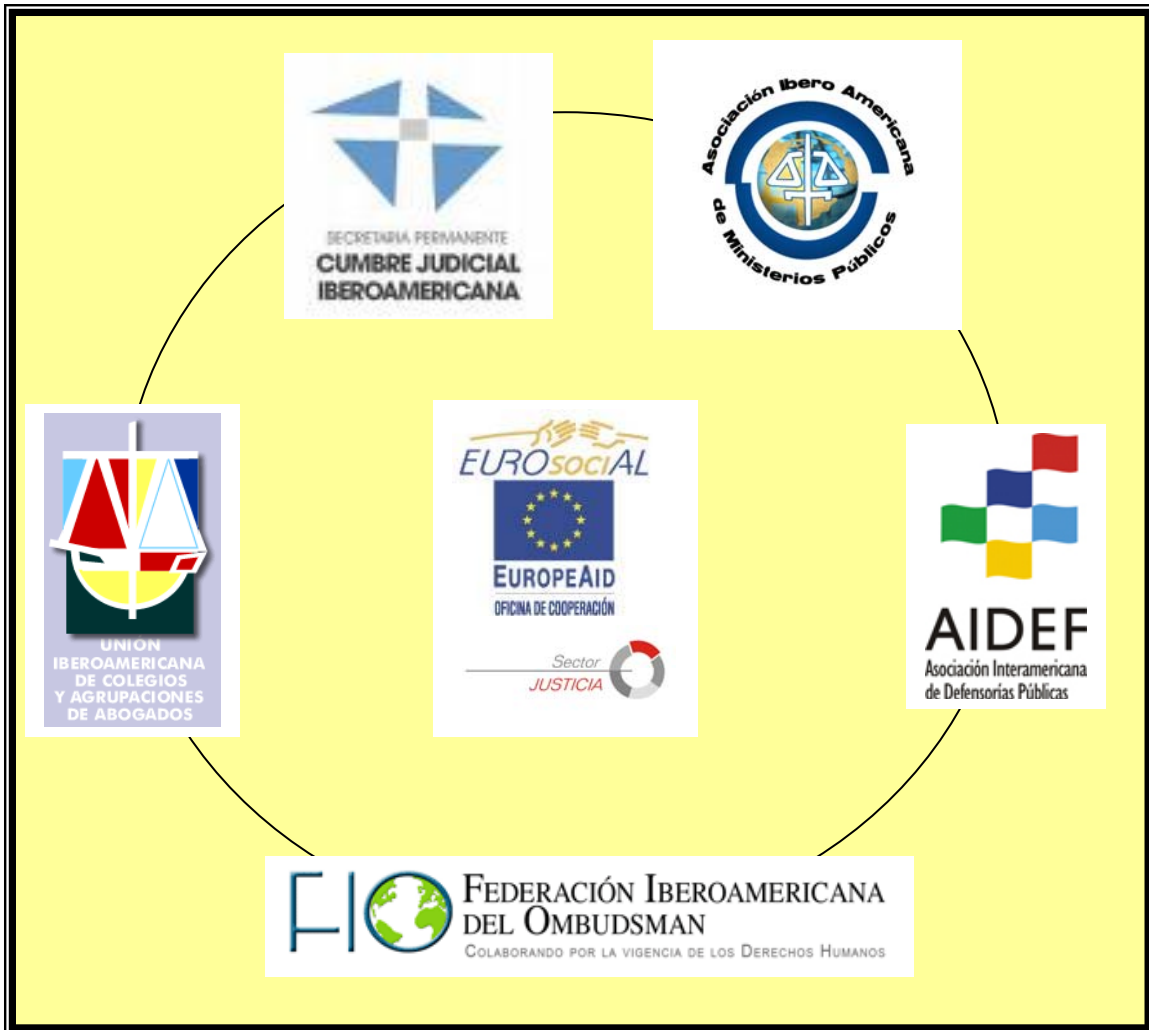 SECRETARIA PERMANENTE
CUMBRE JUDICIAL
IBEROAMERICANA
Asociación Ibero Americana
de Ministerios Públicos
UNIÓN
IBEROAMERICANA
DE COLEGIOS
Y AGRUPACIONES
DE ABOGADOS
EUROsociAL
EUROPEAID
OFICINA DE COOPERACIÓN
Sector
JUSTICIA
AIDEF
Asociación Interamericana
de Defensorías Públicas
FIO
FEDERACIÓN IBEROAMERICANA
DEL OMBUDSMAN
COLABORANDO POR LA VIGENCIA DE LOS DERECHOS HUMANOS